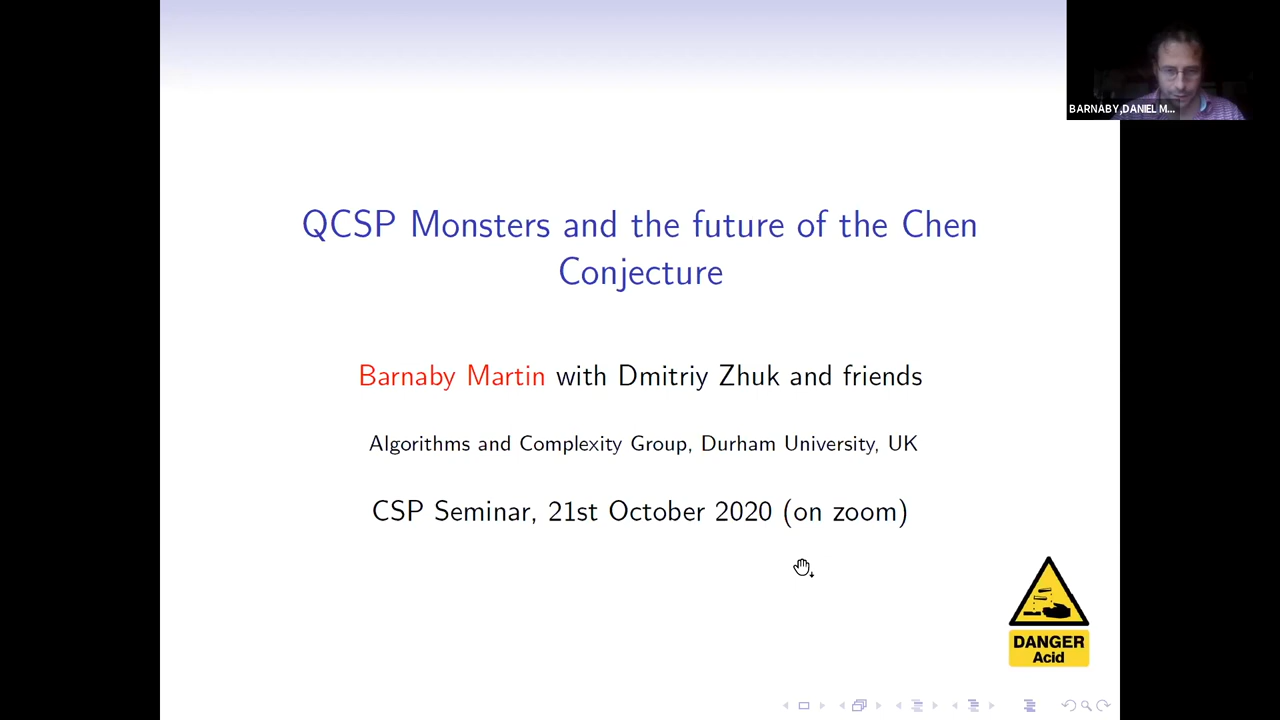 BARNABY,DANIEL M...
QCSP Monsters and the future of the Chen
Conjecture
Barnaby Martin with Dmitriy Zhuk and friends
Algorithms and Complexity Group, Durham University, UK
CSP Seminar, 21st October 2020 (on zoom)
DANGER
Acid